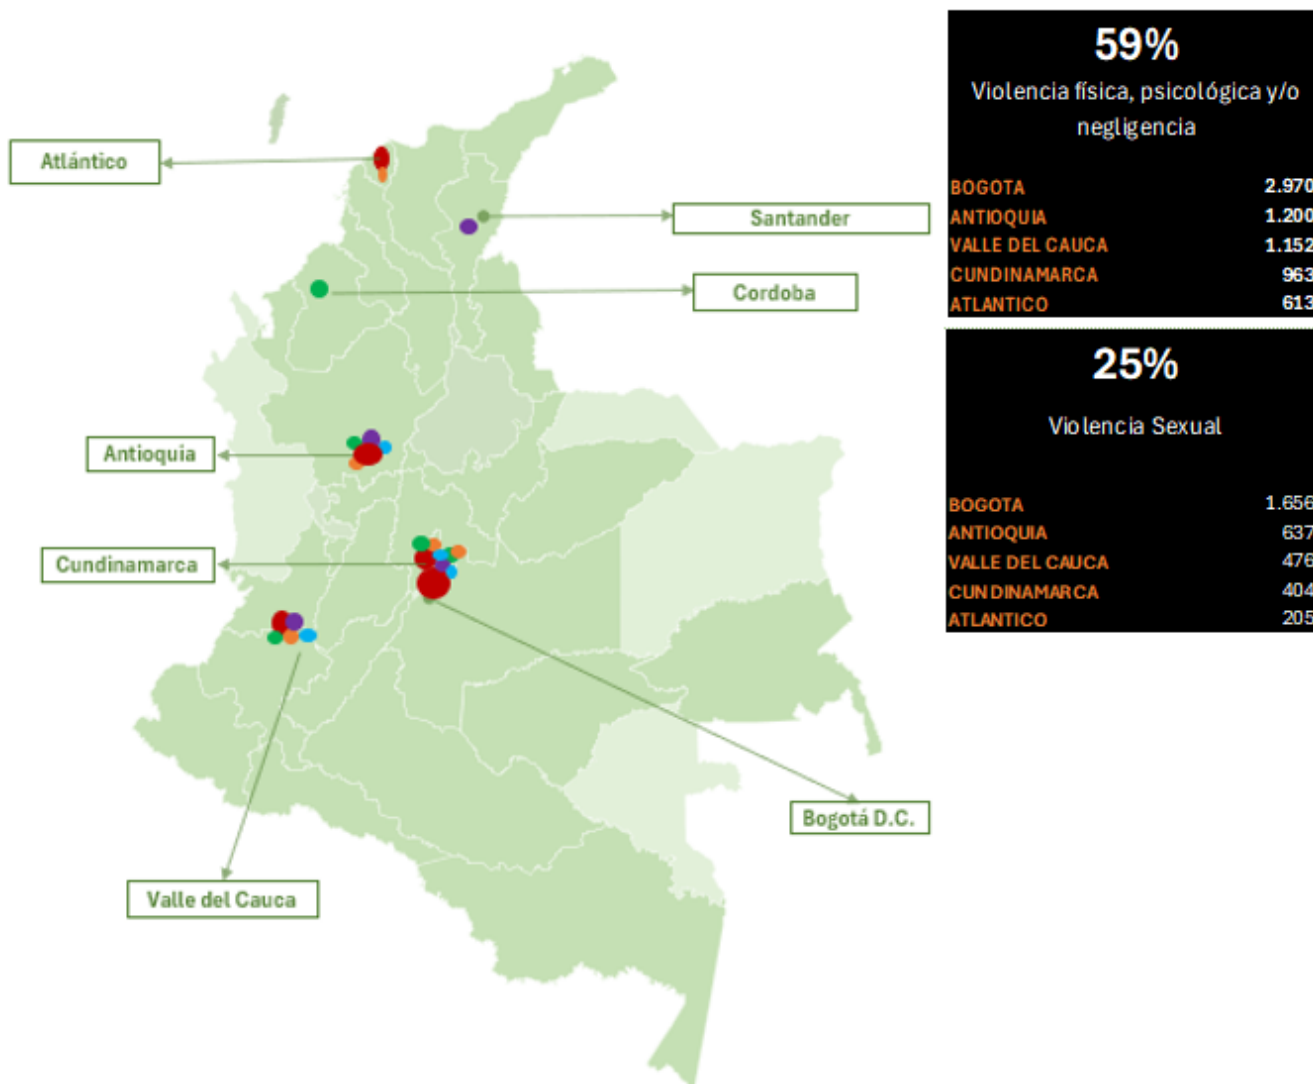 59%
Violencia física, psicológica y/o
negligencia
BOGOTA 2.970
ANTIOQUIA 1.200
VALLE DEL CAUCA 1.152
CUNDINAMARCA 963
ATLANTICO 613
25%
Violencia Sexual
BOGOTA 1.656
ANTIOQUIA 637
VALLE DEL CAUCA 476
CUNDINAMARCA 404
ATLANTICO 205
Atlántico
Santander
Cordoba
Antioquia
Cundinamarca
Bogotá D.C.
Valle del Cauca